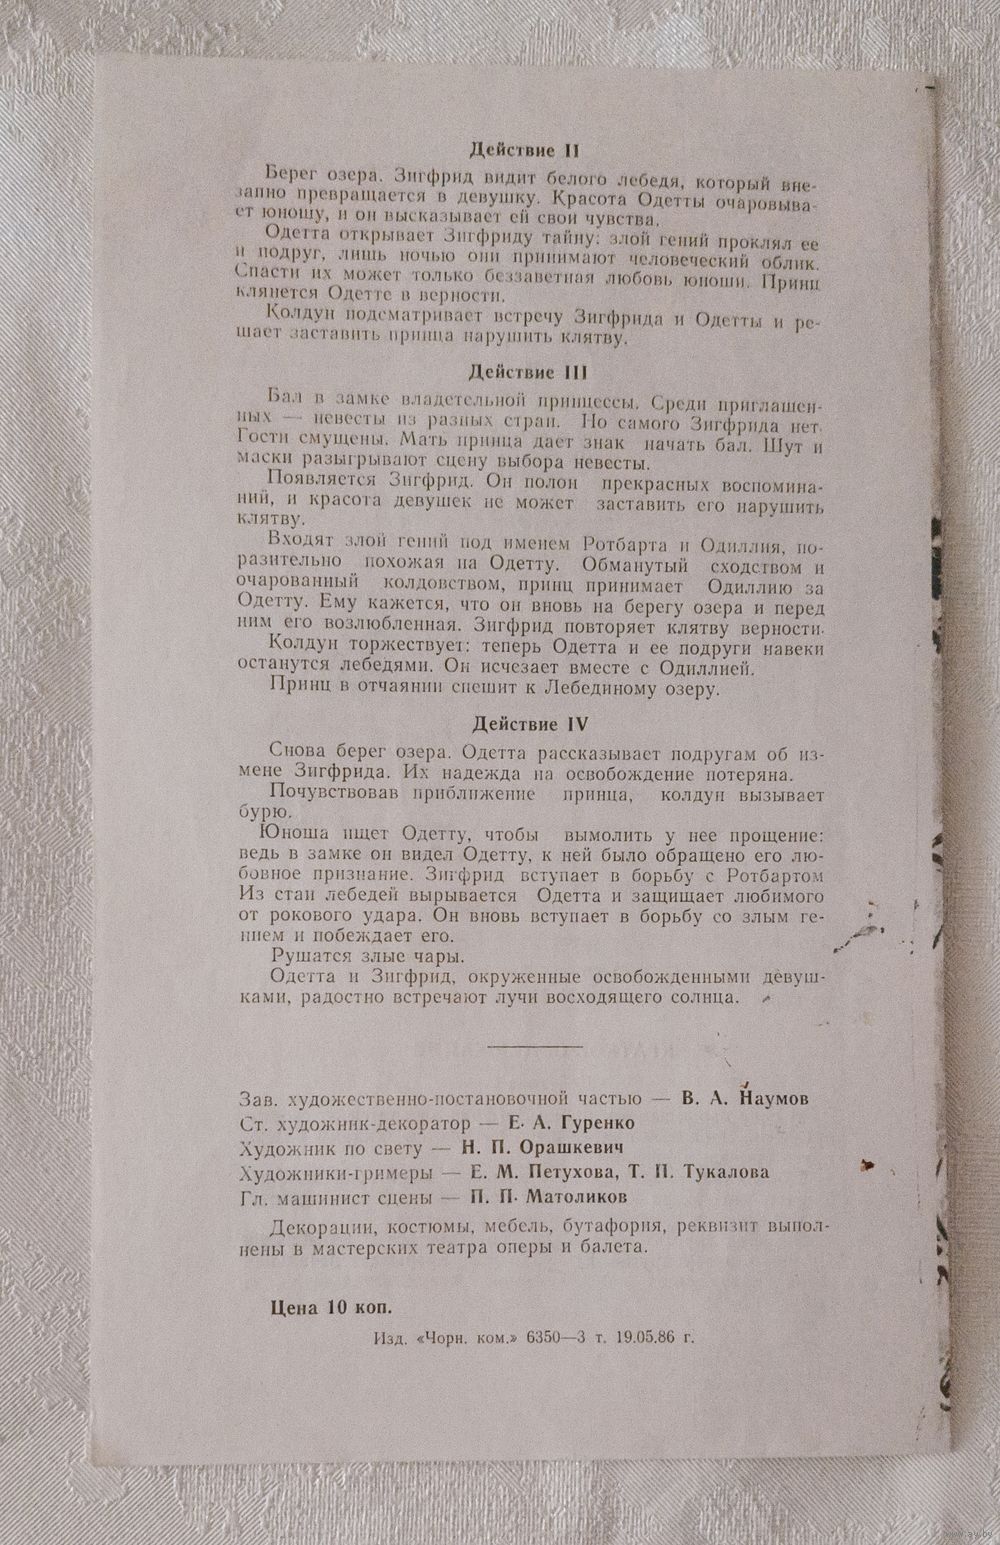 Действие II
Берег озера. Зигфрид видит белого лебедя, который вне-
запно превращается в девушку. Красота Одетты очаровыва-
ет юношу, и он высказывает ей свои чувства.
Одетта открывает Зигфриду тайну: злой гений проклял ее
и подруг, лишь ночью они принимают человеческий облик.
Спасти их может только беззаветная любовь юноши. Принц
клянется Одетте в верности.
Колдун подсматривает встречу Зигфрида и Одетты и ре-
шает заставить принца нарушить клятву.
Действие III
Бал в замке владетельной принцессы. Среди приглашен-
ных — невесты из разных стран. Но самого Зигфрида нет.
Гости смущены. Мать принца дает знак начать бал. Шут и
маски разыгрывают сцену выбора невесты.
Появляется Зигфрид. Он полон прекрасных воспомина-
ний, и красота девушек не может заставить его нарушить
клятву.
Входят злой гений под именем Ротбарта и Одиллия, по-
разительно похожая на Одетту. Обманутый сходством и
очарованный колдовством, принц принимает Одиллию за
Одетту. Ему кажется, что он вновь на берегу озера и перед
ним его возлюбленная. Зигфрид повторяет клятву верности.
Колдун торжествует: теперь Одетта и ее подруги навеки
останутся лебедями. Он исчезает вместе с Одиллией.
Принц в отчаянии спешит к Лебединому озеру.
Действие IV
Снова берег озера. Одетта рассказывает подругам об из-
мене Зигфрида. Их надежда на освобождение потеряна.
Почувствовав приближение принца, колдун вызывает
бурю.
Юноша ищет Одетту, чтобы вымолить у нее прощение:
ведь в замке он видел Одетту, к ней было обращено его лю-
бовное признание. Зигфрид вступает в борьбу с Ротбартом
Из стаи лебедей вырывается Одетта и защищает любимого
от рокового удара. Он вновь вступает в борьбу со злым ге-
нием и побеждает его.
Рушатся злые чары.
Одетта и Зигфрид, окруженные освобожденными девуш-
ками, радостно встречают лучи восходящего солнца.
Зав. художественно-постановочной частью — В. А. Наумов
Ст. художник-декоратор — Е. А. Гуренко
Художник по свету — Н. П. Орашкевич
Художники-гримеры — Е. М. Петухова, Т. П. Тукалова
Гл. машинист сцены — П. П. Матоликов
Декорации, костюмы, мебель, бутафория, реквизит выпол-
нены в мастерских театра оперы и балета.
Цена 10 коп.
Изд. «Чорн. ком.» 6350—3 т. 19.05.86 г.
www.ay.by